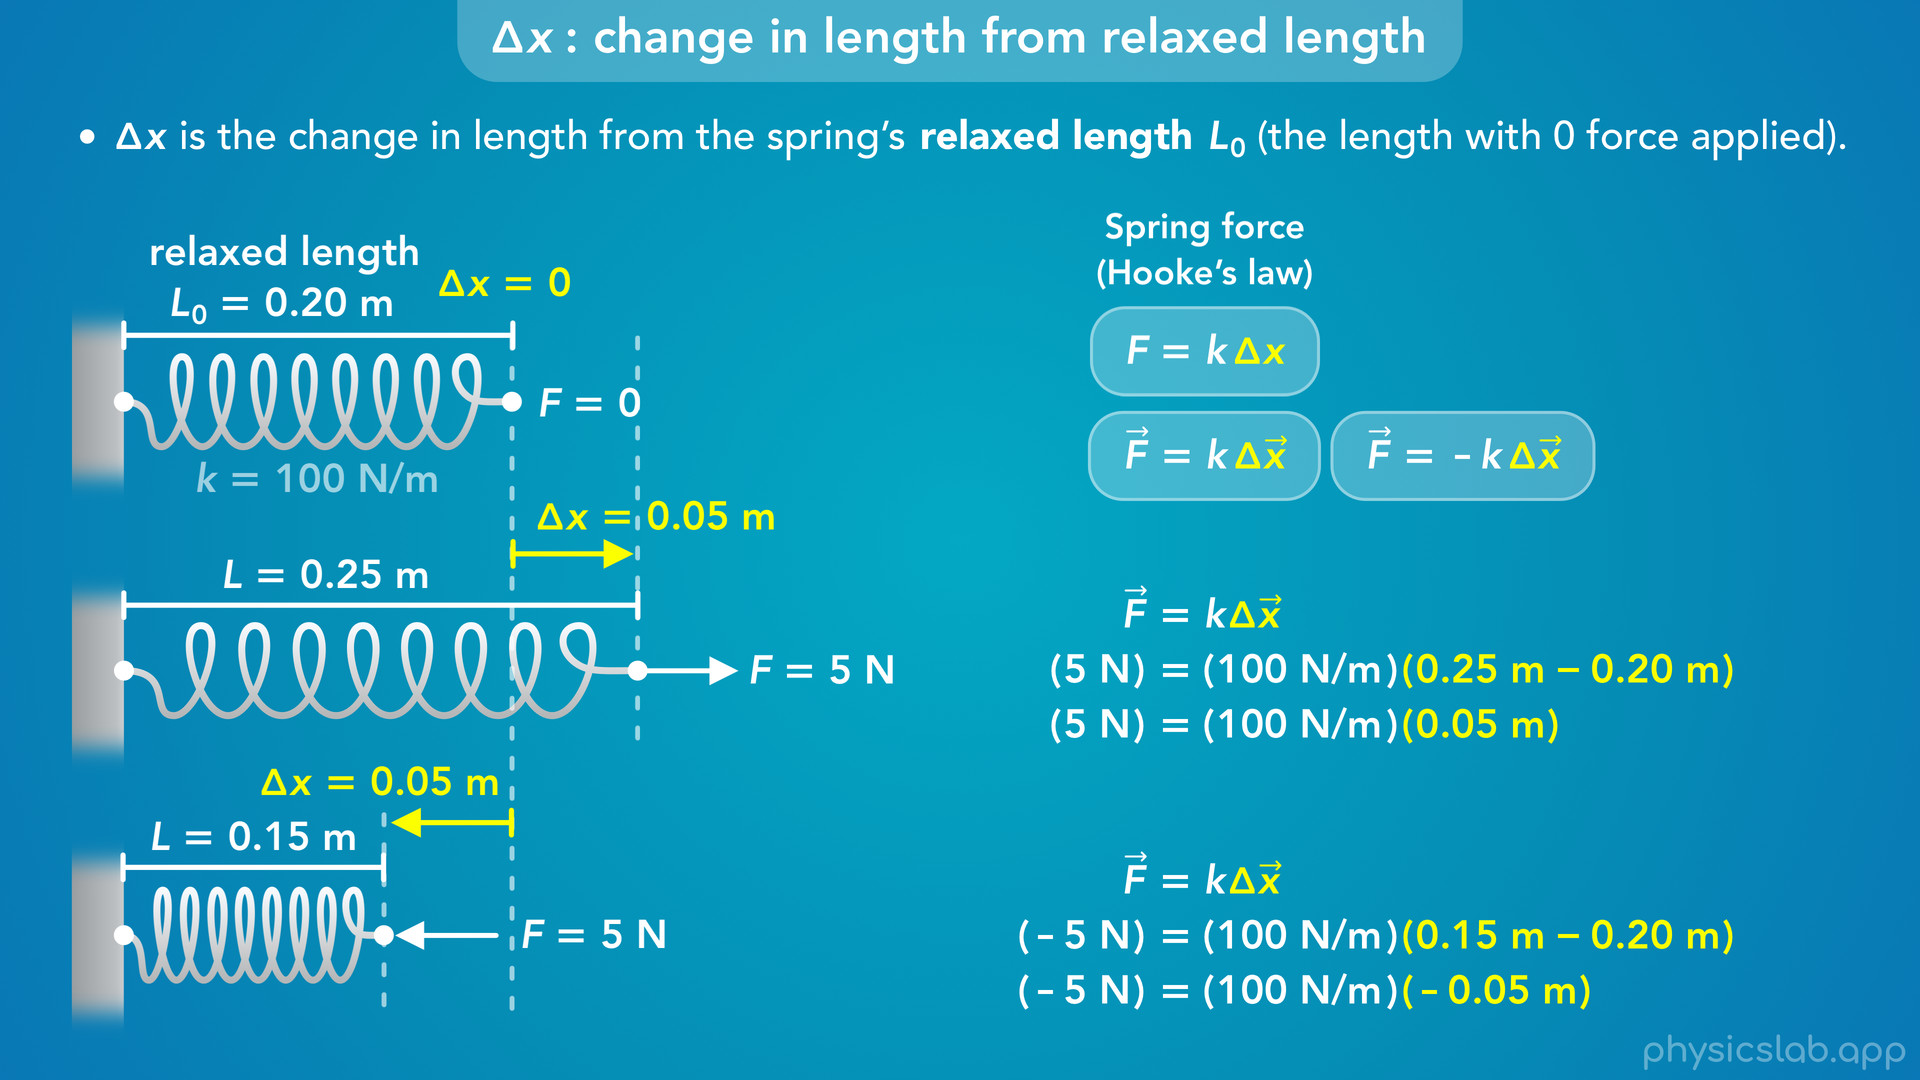 Δx : change in length from relaxed length
• Δx is the change in length from the spring’s relaxed length L₀ (the length with 0 force applied).
relaxed length
L₀ = 0.20 m
Δx = 0
F = 0
k = 100 N/m
Δx = 0.05 m
L = 0.25 m
F = 5 N
Δx = 0.05 m
L = 0.15 m
F = 5 N
Spring force
(Hooke’s law)
F = k Δx
F⃗ = k Δx⃗
F⃗ = - k Δx⃗
F⃗ = kΔx⃗
(5 N) = (100 N/m)(0.25 m – 0.20 m)
(5 N) = (100 N/m)(0.05 m)
F⃗ = kΔx⃗
(- 5 N) = (100 N/m)(0.15 m – 0.20 m)
(- 5 N) = (100 N/m)(- 0.05 m)
physicslab.app